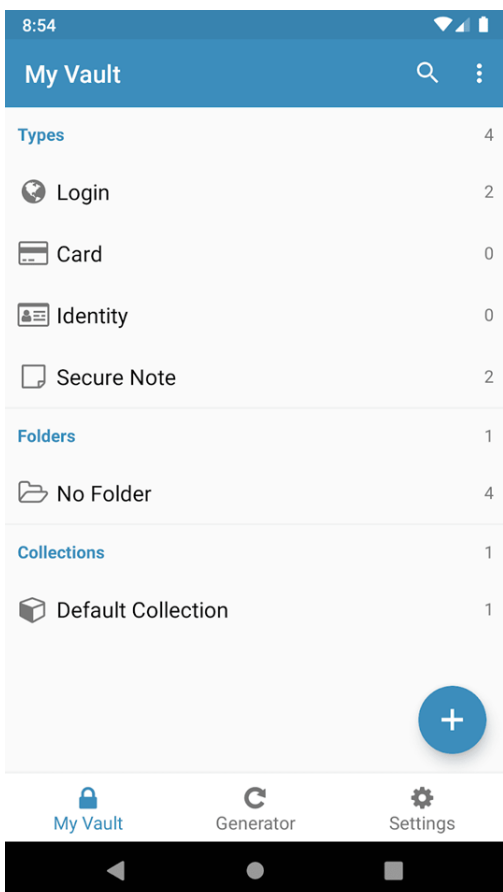 8:54
My Vault
Types 4
Login 2
Card 0
Identity 0
Secure Note 2
Folders 1
No Folder 4
Collections 1
Default Collection 1
My Vault Generator Settings